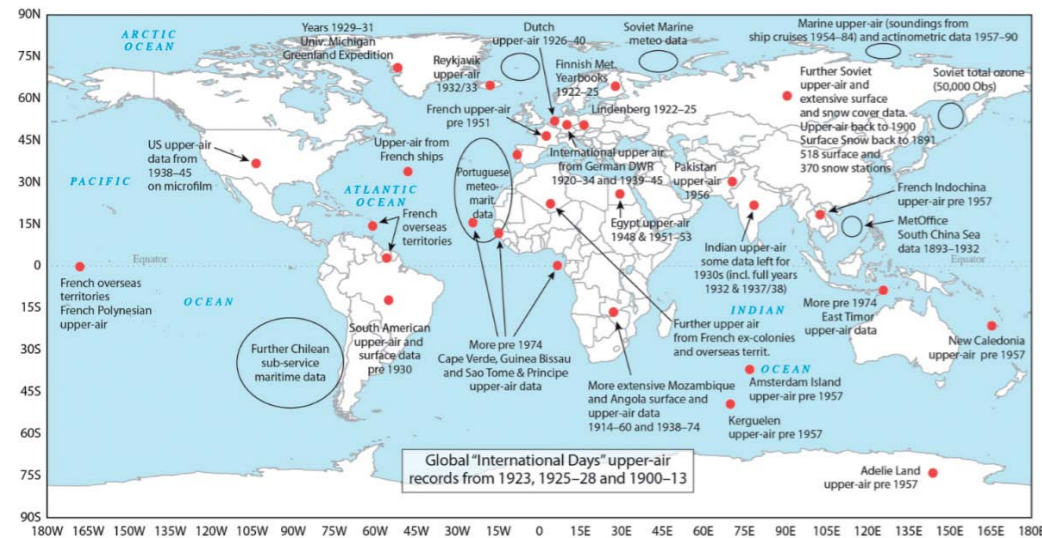 90N
75N
60N
45N
30N
15N
0
15S
30S
45S
60S
75S
90S
ARCTIC
OCEAN
Years 1929–31
Univ. Michigan
Greenland Expedition
Reykjavik
upper-air
1932/33
Dutch
upper-air 1926–40
Soviet Marine
meteo data
Marine upper-air (soundings from
ship cruises 1954–84) and actinometric data 1957–90
Finnish Met.
Yearbooks
1922–25
Lindenberg 1922–25
Further Soviet
upper-air and
extensive surface
and snow cover data.
Upper-air back to 1900
Surface Snow back to 1891
518 surface and
370 snow stations
Soviet total ozone
(50,000 Obs)
French upper-air
pre 1951
US upper-air
data from
1938–45
on microfilm
Upper-air from
French ships
International upper air
from German DWR
1920–34 and 1939–45
Pakistan
upper-air
1956
PACIFIC
ATLANTIC
OCEAN
Portuguese
meteo-
marit.
data
French
overseas
territories
Egypt upper-air
1948 & 1951–53
Indian upper-air
some data left for
1930s (incl. full years
1932 & 1937/38)
French Indochina
upper-air pre 1957
MetOffice
South China Sea
data 1893–1932
Equator
Equator
French overseas
territories
French Polynesian
upper-air
OCEAN
INDIAN
OCEAN
South American
upper-air and
surface data
pre 1930
Further Chilean
sub-service
maritime data
More pre 1974
Cape Verde, Guinea Bissau
and Sao Tome & Principe
upper-air data
Further upper air
from French ex-colonies
and overseas territ.
More pre 1974
East Timor
upper-air data
New Caledonia
upper-air pre 1957
More extensive Mozambique
and Angola surface and
upper-air data
1914–60 and 1938–74
Amsterdam Island
upper-air pre 1957
Kerguelen
upper-air pre 1957
Global "International Days" upper-air
records from 1923, 1925–28 and 1900–13
Adelie Land
upper-air pre 1957
180W 165W 150W 135W 120W 105W 90W 75W 60W 45W 30W 15W 0 15E 30E 45E 60E 75E 90E 105E 120E 135E 150E 165E 180E